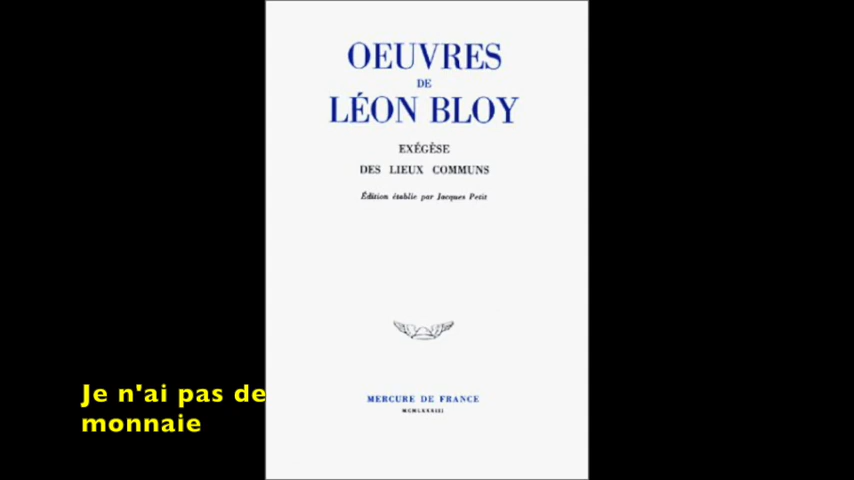 OEUVRES
DE
LÉON BLOY
EXÉGÈSE
DES LIEUX COMMUNS
Édition établie par Jacques Petit
MERCURE DE FRANCE
Je n'ai pas de
monnaie